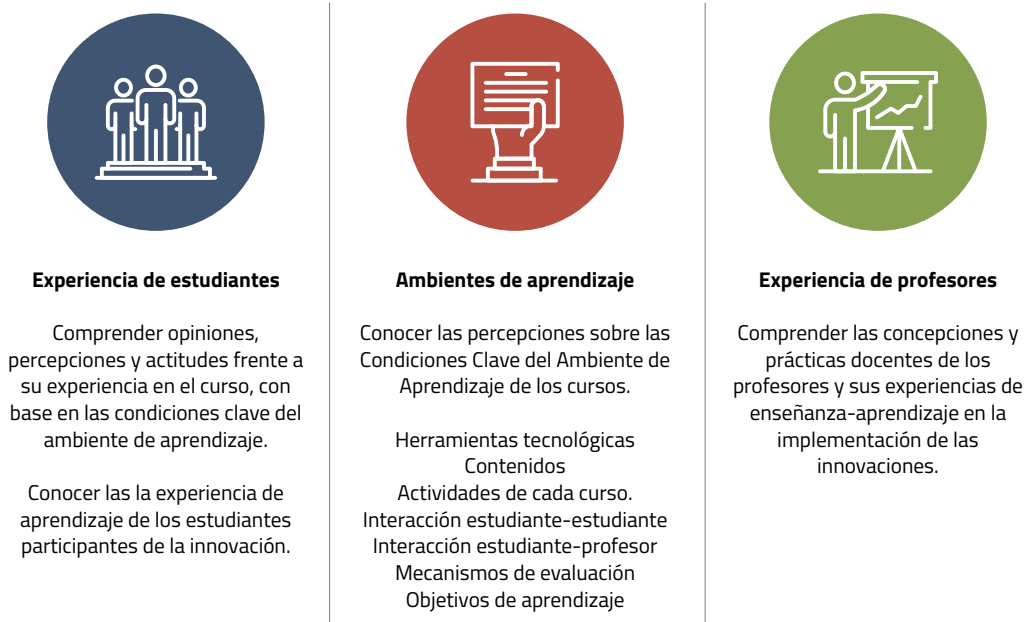 Experiencia de estudiantes
Comprender opiniones,
percepciones y actitudes frente a
su experiencia en el curso, con
base en las condiciones clave del
ambiente de aprendizaje.
Conocer las la experiencia de
aprendizaje de los estudiantes
participantes de la innovación.
Ambientes de aprendizaje
Conocer las percepciones sobre las
Condiciones Clave del Ambiente de
Aprendizaje de los cursos.
Herramientas tecnológicas
Contenidos
Actividades de cada curso.
Interacción estudiante-estudiante
Interacción estudiante-profesor
Mecanismos de evaluación
Objetivos de aprendizaje
Experiencia de profesores
Comprender las concepciones y
prácticas docentes de los
profesores y sus experiencias de
enseñanza-aprendizaje en la
implementación de las
innovaciones.